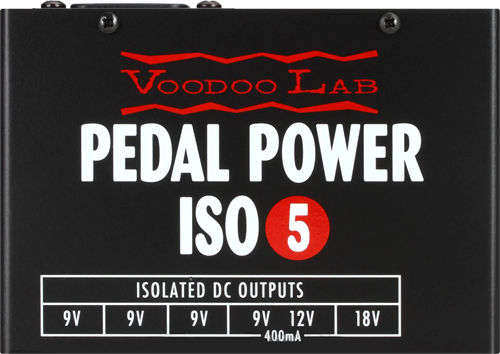 VOODOO LAB
PEDAL POWER
ISO 5
ISOLATED DC OUTPUTS
9V 9V 9V 9V 12V 18V
400mA